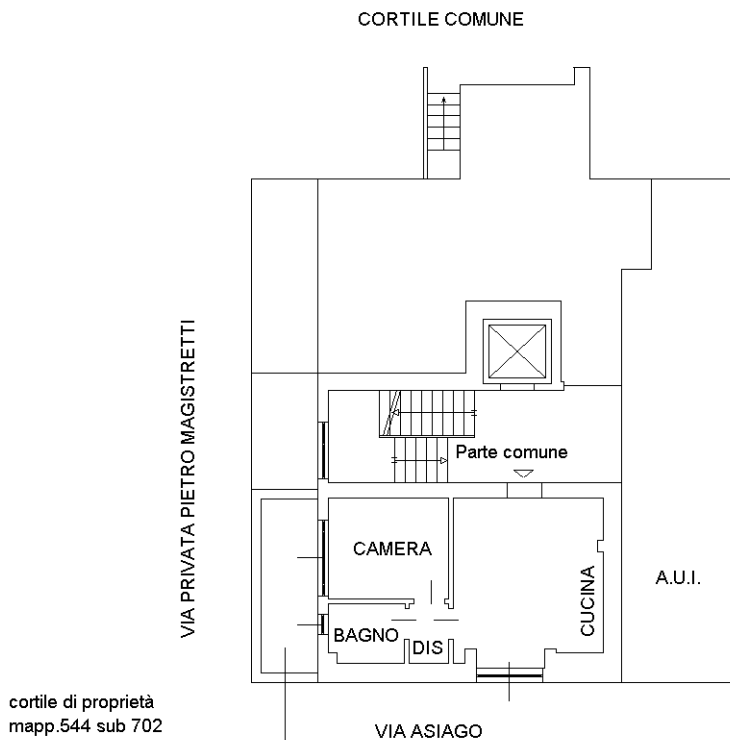 CORTILE COMUNE
VIA PRIVATA PIETRO MAGISTRETTI
Parte comune
CAMERA
CUCINA
A.U.I.
BAGNO
DIS
cortile di proprietà
mapp.544 sub 702
VIA ASIAGO